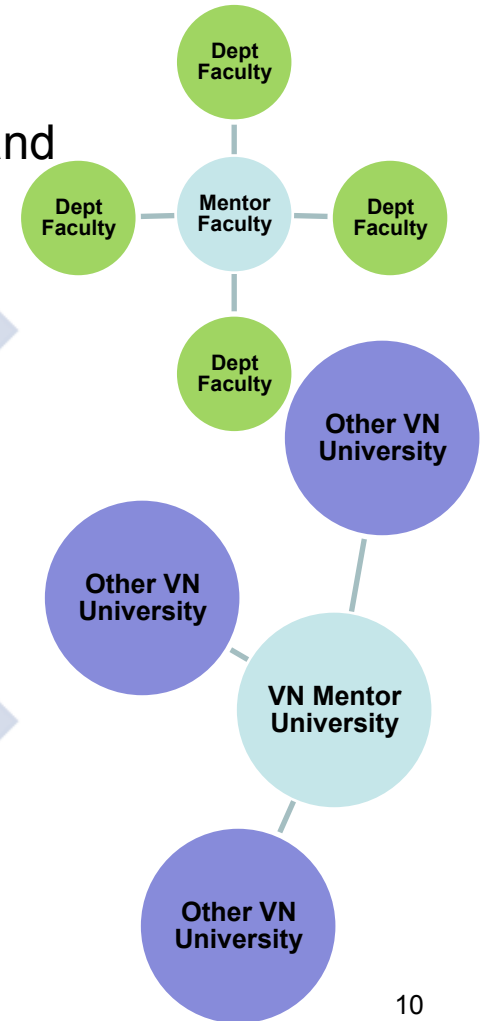 Dept
Faculty
and
Dept
Faculty
Mentor
Faculty
Dept
Faculty
Dept
Faculty
Other VN
University
Other VN
University
VN Mentor
University
Other VN
University
10